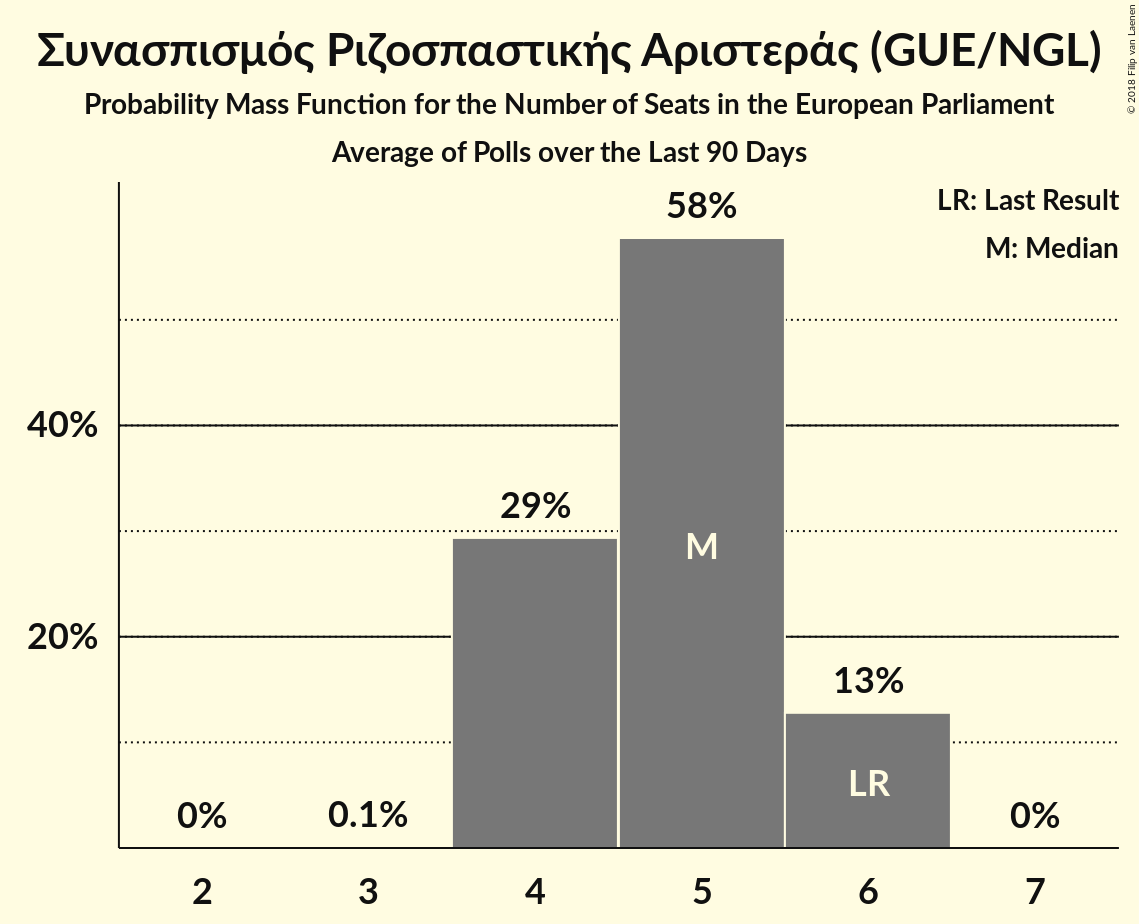 Συνασπισμός Ριζοσπαστικής Αριστεράς (GUE/NGL)
Probability Mass Function for the Number of Seats in the European Parliament
Average of Polls over the Last 90 Days
© 2018 Filip van Laenen
LR: Last Result
M: Median
58%
40%
29%
M
20%
13%
LR
0%
0.1%
0%
2 3 4 5 6 7